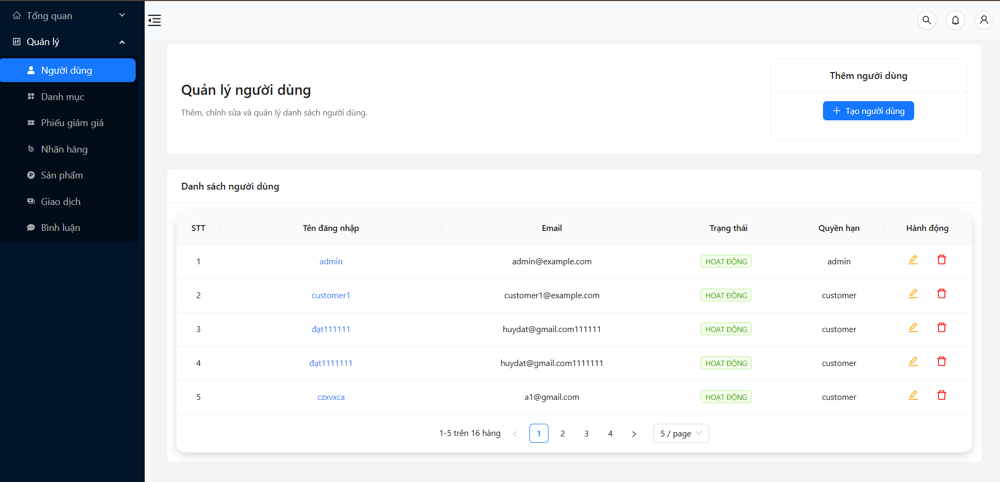 Tổng quan
Quản lý
Người dùng
Danh mục
Phiếu giảm giá
Nhãn hàng
Sản phẩm
Giao dịch
Bình luận
Quản lý người dùng
Thêm, chỉnh sửa và quản lý danh sách người dùng.
Thêm người dùng
+ Tạo người dùng
Danh sách người dùng
STT Tên đăng nhập Email Trạng thái Quyền hạn Hành động
1 admin admin@example.com HOẠT ĐỘNG admin
2 customer1 customer1@example.com HOẠT ĐỘNG customer
3 đạt111111 huydat@gmail.com111111 HOẠT ĐỘNG customer
4 đạt1111111 huydat@gmail.com1111111 HOẠT ĐỘNG customer
5 czxvxca a1@gmail.com HOẠT ĐỘNG customer
1-5 trên 16 hàng < 1 2 3 4 > 5 / page